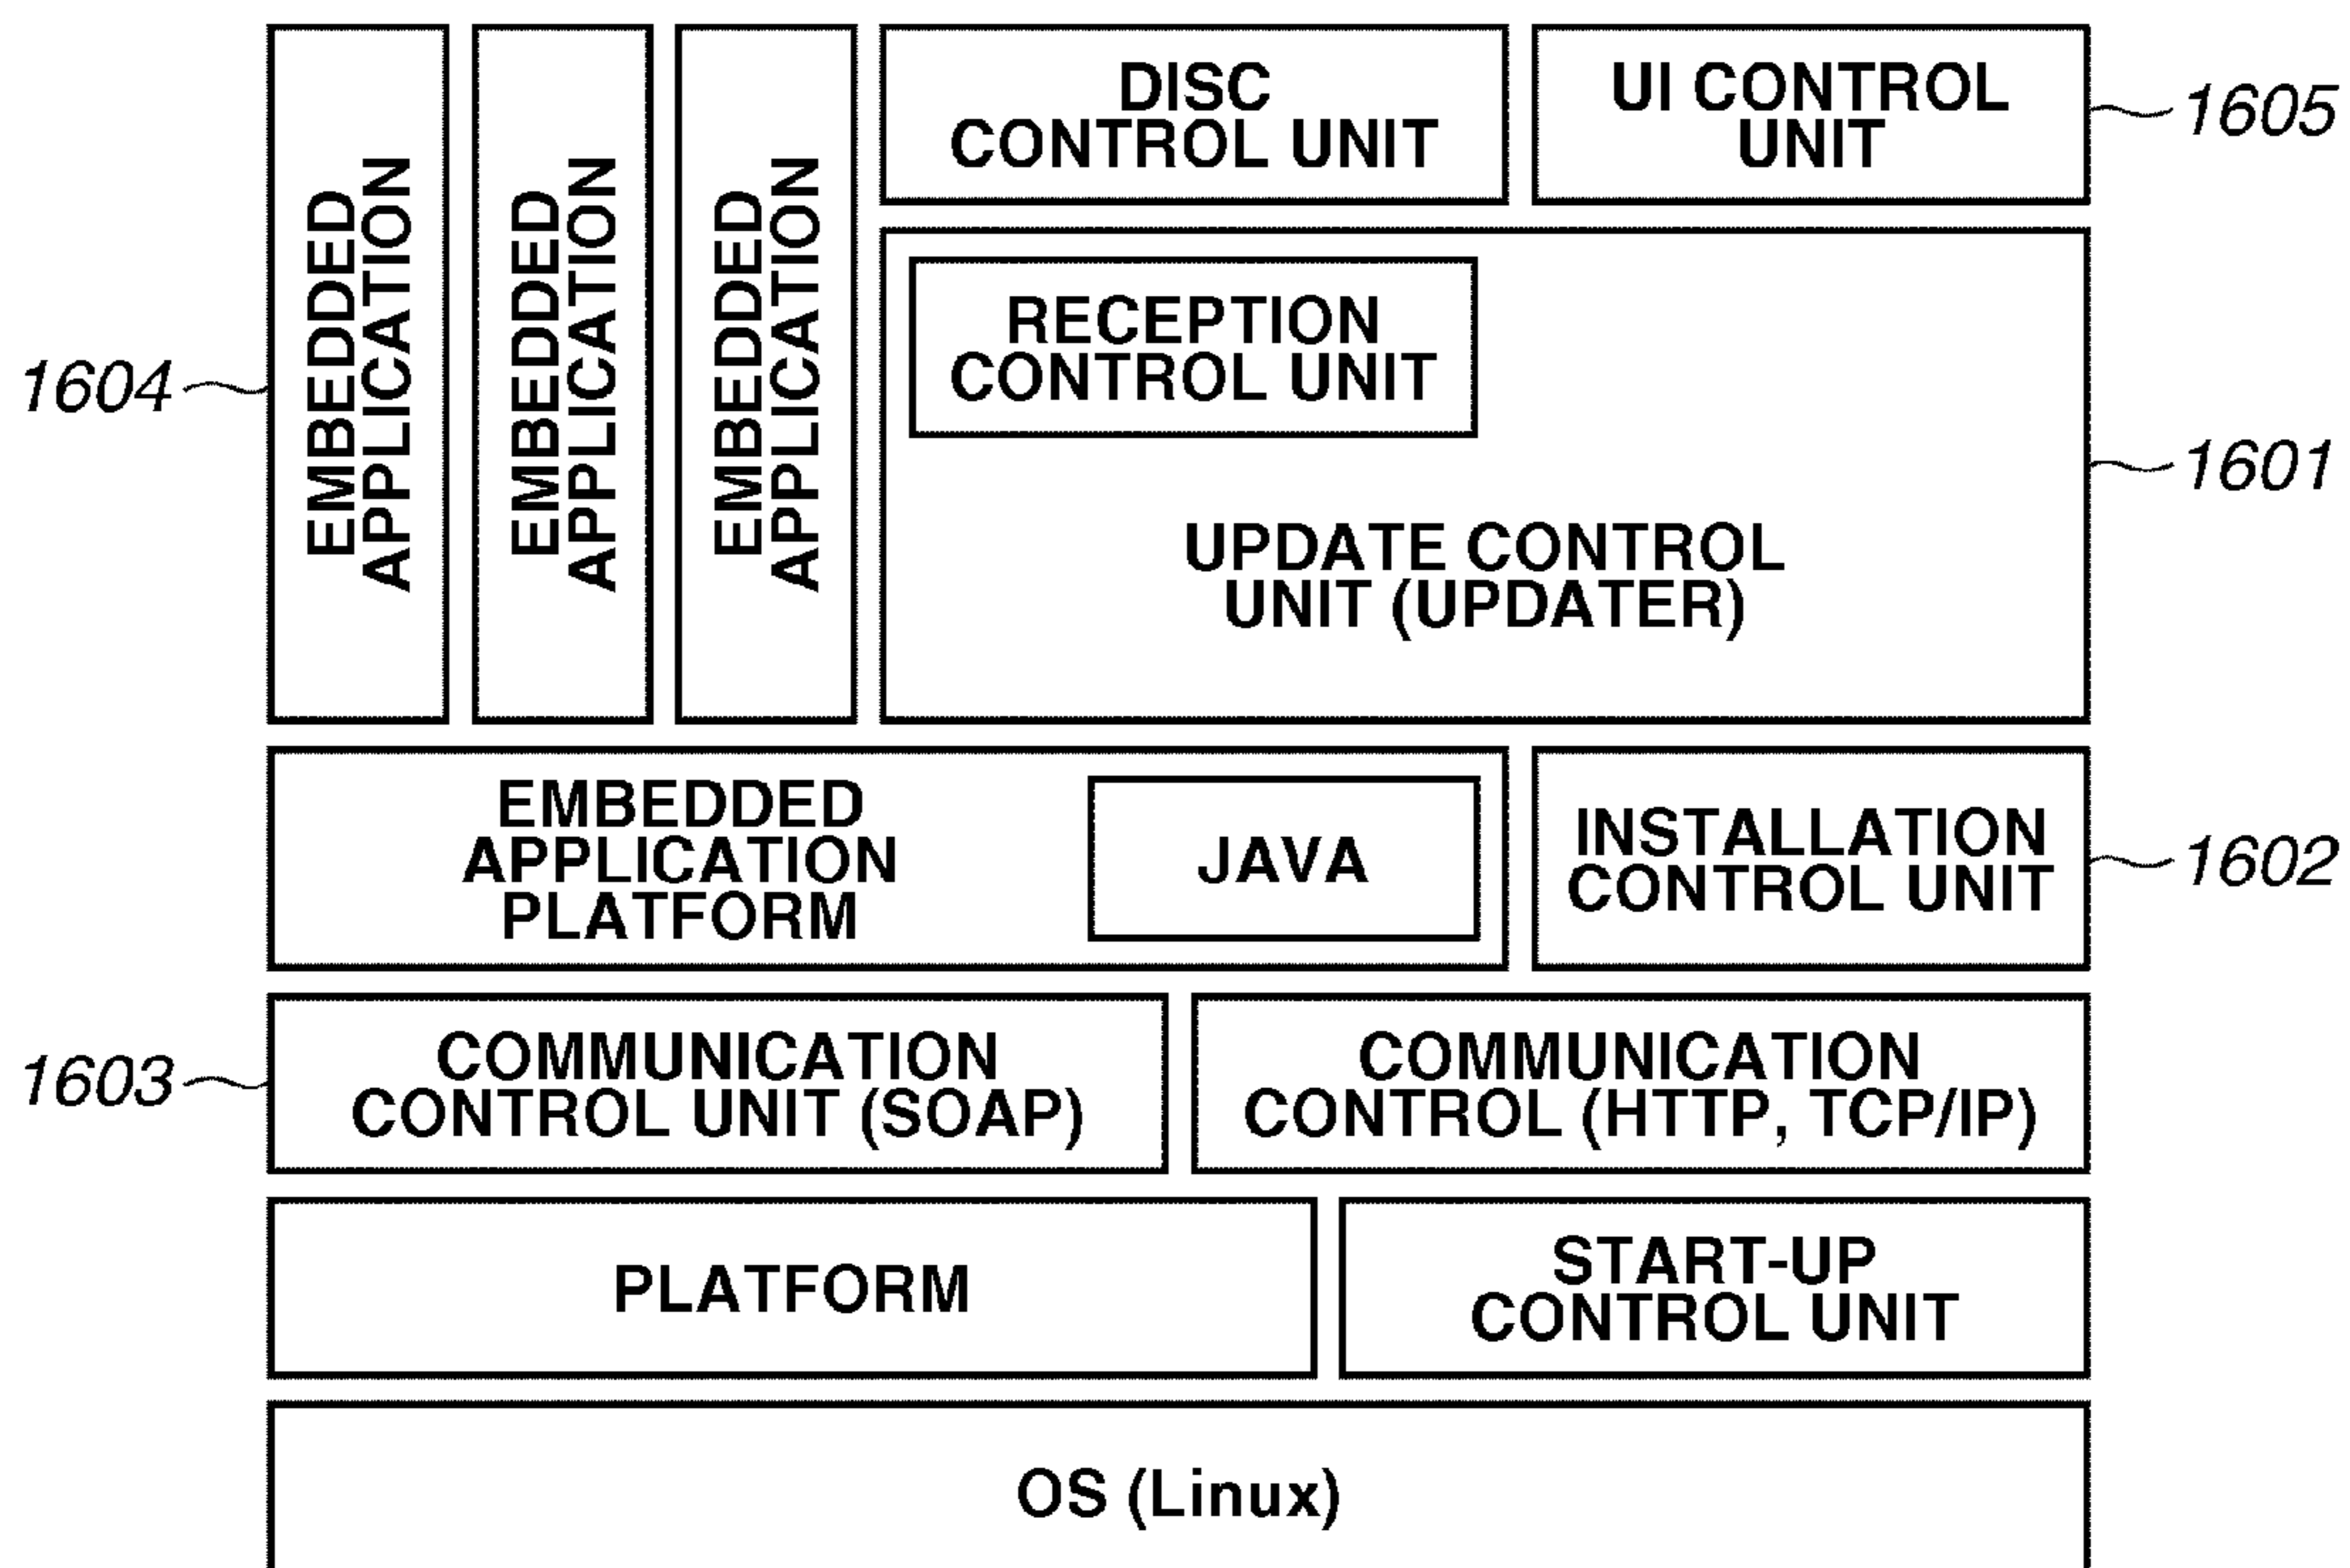 DISC
CONTROL UNIT
UI CONTROL
UNIT
1605
EMBEDDED
APPLICATION
EMBEDDED
APPLICATION
EMBEDDED
APPLICATION
1604
RECEPTION
CONTROL UNIT
1601
UPDATE CONTROL
UNIT (UPDATER)
EMBEDDED
APPLICATION
PLATFORM
JAVA
INSTALLATION
CONTROL UNIT
1602
1603
COMMUNICATION
CONTROL UNIT (SOAP)
COMMUNICATION
CONTROL (HTTP, TCP/IP)
PLATFORM
START-UP
CONTROL UNIT
OS (Linux)